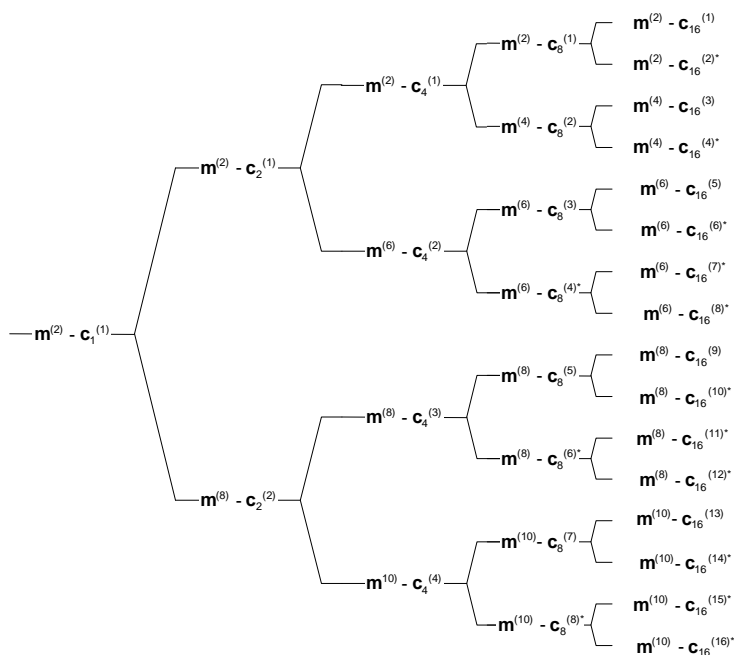 m(2) - c16(1)
m(2) - c8(1)
m(2) - c16(2)*
m(2) - c4(1)
m(4) - c16(3)
m(4) - c8(2)
m(4) - c16(4)*
m(2) - c2(1)
m(6) - c16(5)
m(6) - c8(3)
m(6) - c16(6)*
m(6) - c4(2)
m(6) - c16(7)*
m(6) - c8(4)*
m(6) - c16(8)*
m(2) - c1(1)
m(8) - c16(9)
m(8) - c8(5)
m(8) - c16(10)*
m(8) - c4(3)
m(8) - c16(11)*
m(8) - c8(6)*
m(8) - c16(12)*
m(8) - c2(2)
m(10) - c16(13)
m(10) - c8(7)
m(10) - c16(14)*
m10) - c4(4)
m(10) - c16(15)*
m(10) - c8(8)*
m(10) - c16(16)*